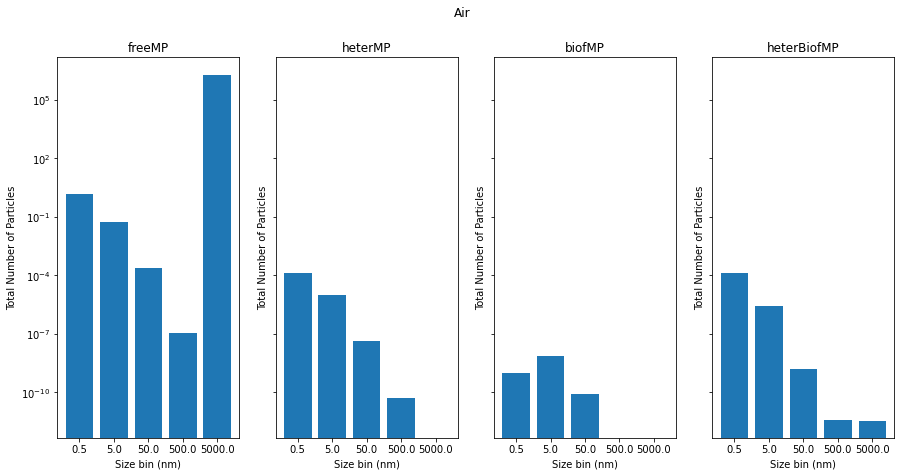 Air
freeMP
heterMP
biofMP
heterBiofMP
Total Number of Particles
10⁵
10²
10⁻¹
10⁻⁴
10⁻⁷
10⁻¹⁰
0.5 5.0 50.0 500.0 5000.0
Size bin (nm)
Total Number of Particles
0.5 5.0 50.0 500.0 5000.0
Size bin (nm)
Total Number of Particles
0.5 5.0 50.0 500.0 5000.0
Size bin (nm)
Total Number of Particles
0.5 5.0 50.0 500.0 5000.0
Size bin (nm)